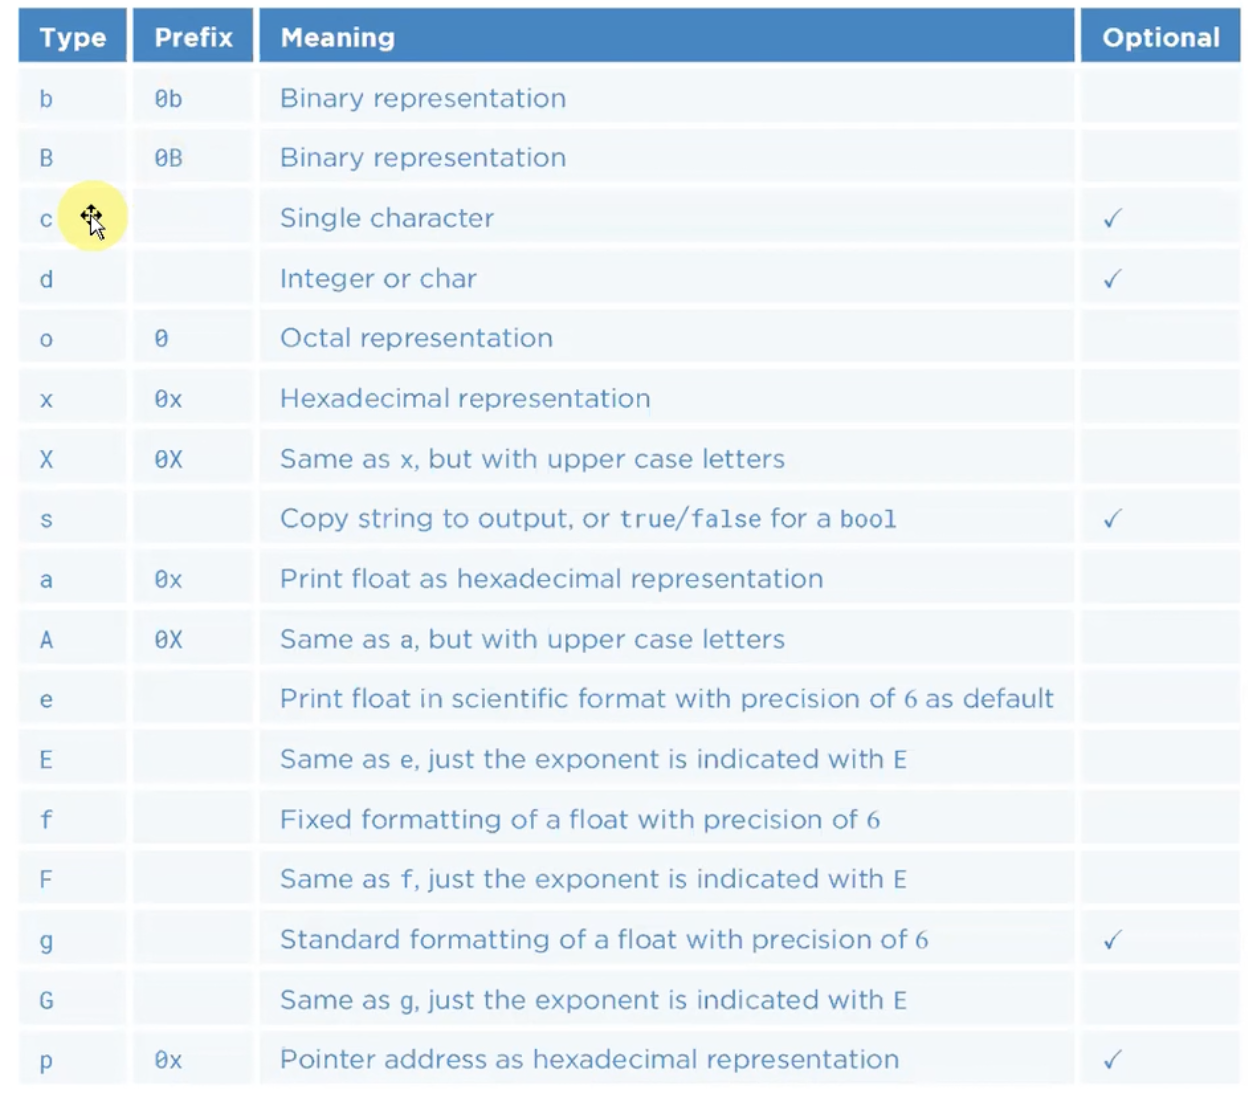 Type Prefix Meaning Optional
b 0b Binary representation
B 0B Binary representation
c Single character ✓
d Integer or char ✓
o 0 Octal representation
x 0x Hexadecimal representation
X 0X Same as x, but with upper case letters
s Copy string to output, or true/false for a bool ✓
a 0x Print float as hexadecimal representation
A 0X Same as a, but with upper case letters
e Print float in scientific format with precision of 6 as default
E Same as e, just the exponent is indicated with E
f Fixed formatting of a float with precision of 6
F Same as f, just the exponent is indicated with E
g Standard formatting of a float with precision of 6 ✓
G Same as g, just the exponent is indicated with E
p 0x Pointer address as hexadecimal representation ✓